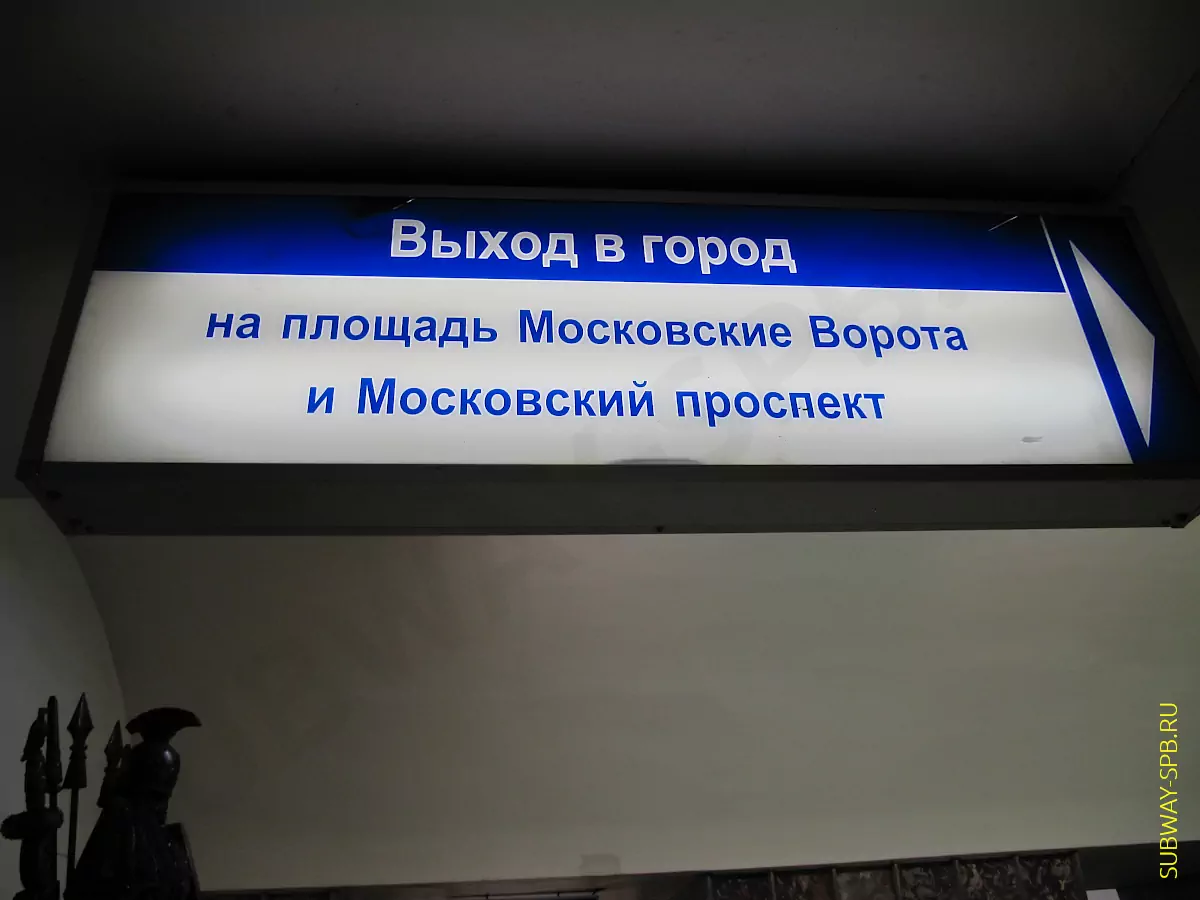 Выход в город
на площадь Московские Ворота
и Московский проспект
SUBWAY-SPB.RU